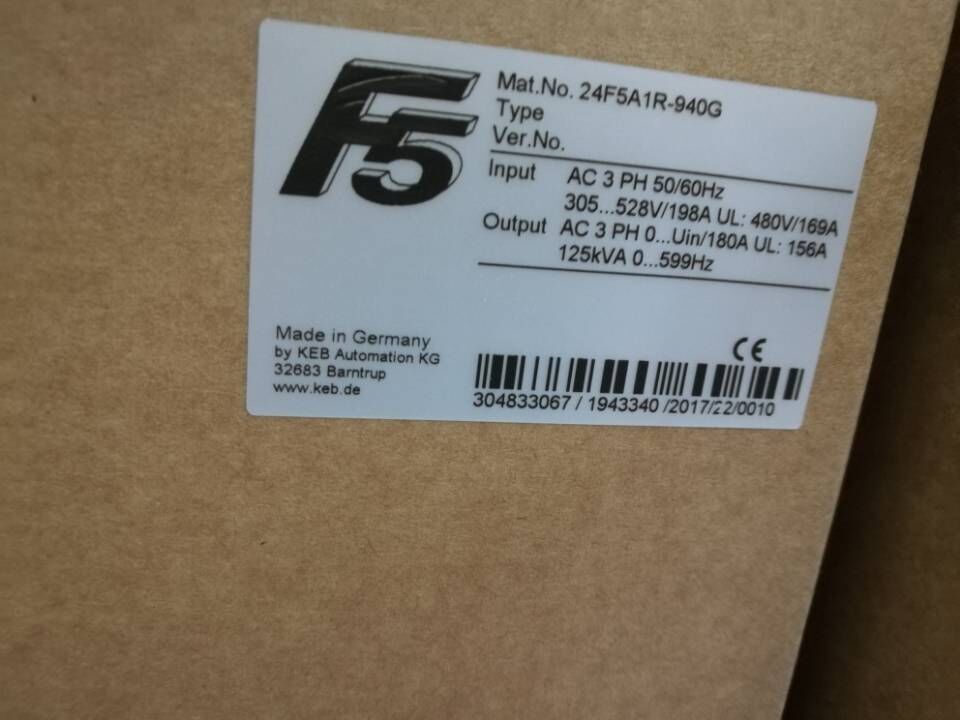 F5
Mat.No. 24F5A1R-940G
Type
Ver.No.
Input AC 3 PH 50/60Hz
305...528V/198A UL: 480V/169A
Output AC 3 PH 0...Uin/180A UL: 156A
125kVA 0...599Hz
Made in Germany
by KEB Automation KG
32683 Barntrup
www.keb.de
CE
304833067 / 1943340 /2017/22/0010